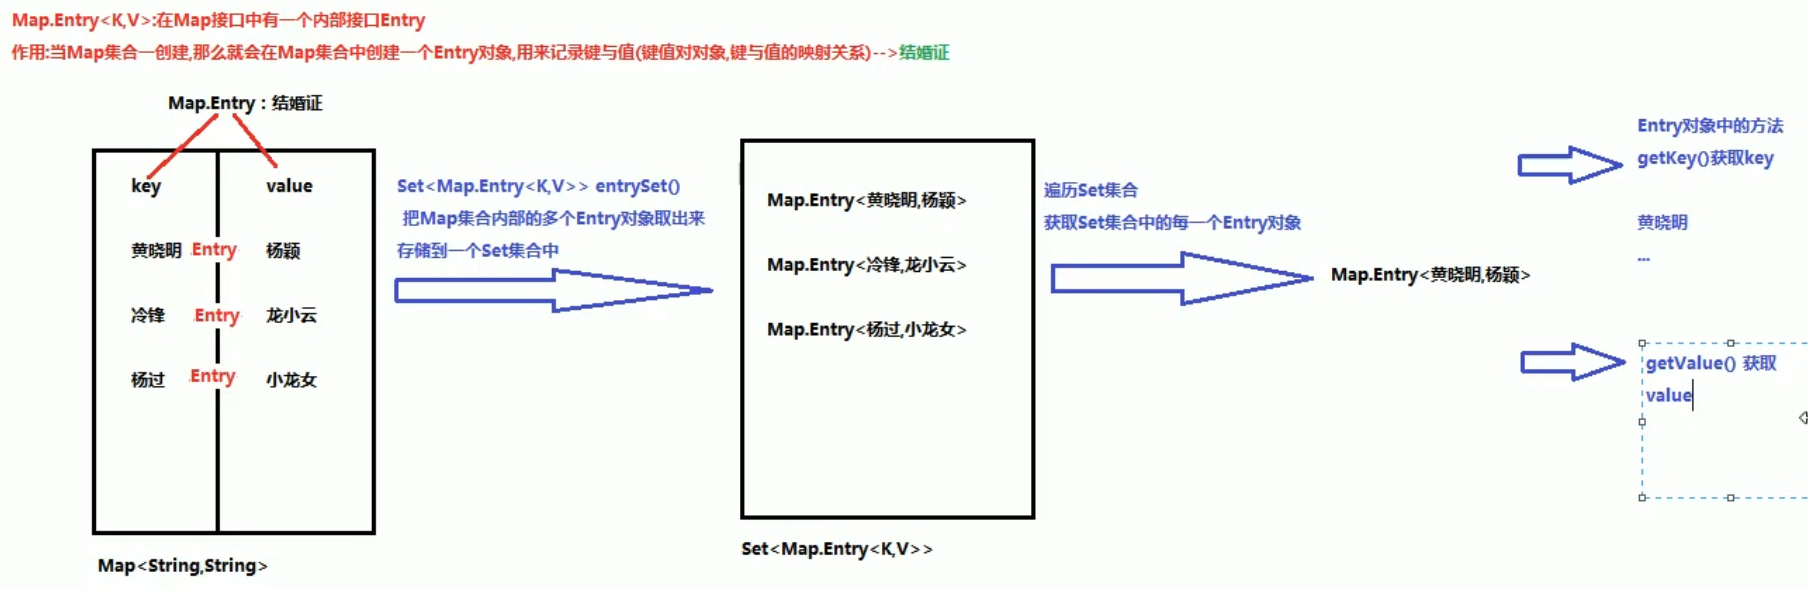 Map.Entry<K,V>:在Map接口中有一个内部接口Entry
作用:当Map集合一创建,那么就会在Map集合中创建一个Entry对象,用来记录键与值(键值对对象,键与值的映射关系)-->结婚证
Map.Entry：结婚证
key value
黄晓明 Entry 杨颖
冷锋 Entry 龙小云
杨过 Entry 小龙女
Map<String,String>
Set<Map.Entry<K,V>> entrySet()
把Map集合内部的多个Entry对象取出来
存储到一个Set集合中
Map.Entry<黄晓明,杨颖>
Map.Entry<冷锋,龙小云>
Map.Entry<杨过,小龙女>
Set<Map.Entry<K,V>>
遍历Set集合
获取Set集合中的每一个Entry对象
Map.Entry<黄晓明,杨颖>
Entry对象中的方法
getKey()获取key
黄晓明
...
getValue() 获取
value